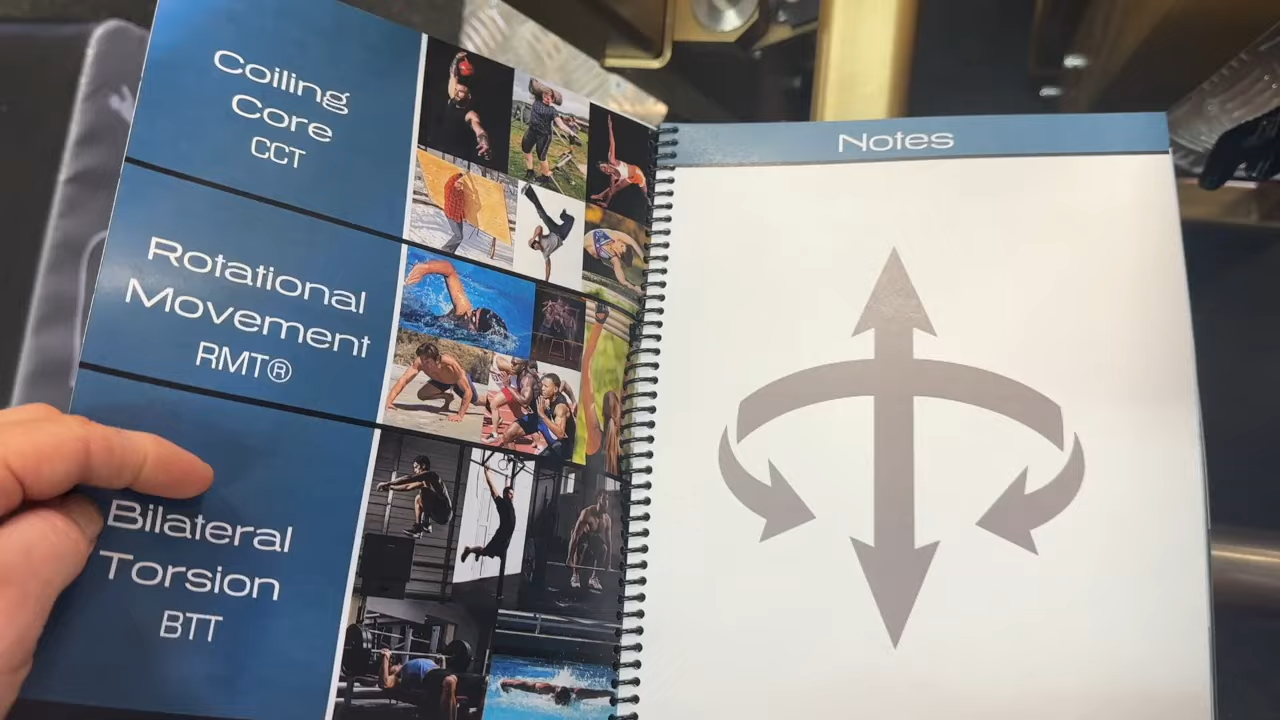 Coiling
Core
CCT
Rotational
Movement
RMT®
Bilateral
Torsion
BTT
Notes